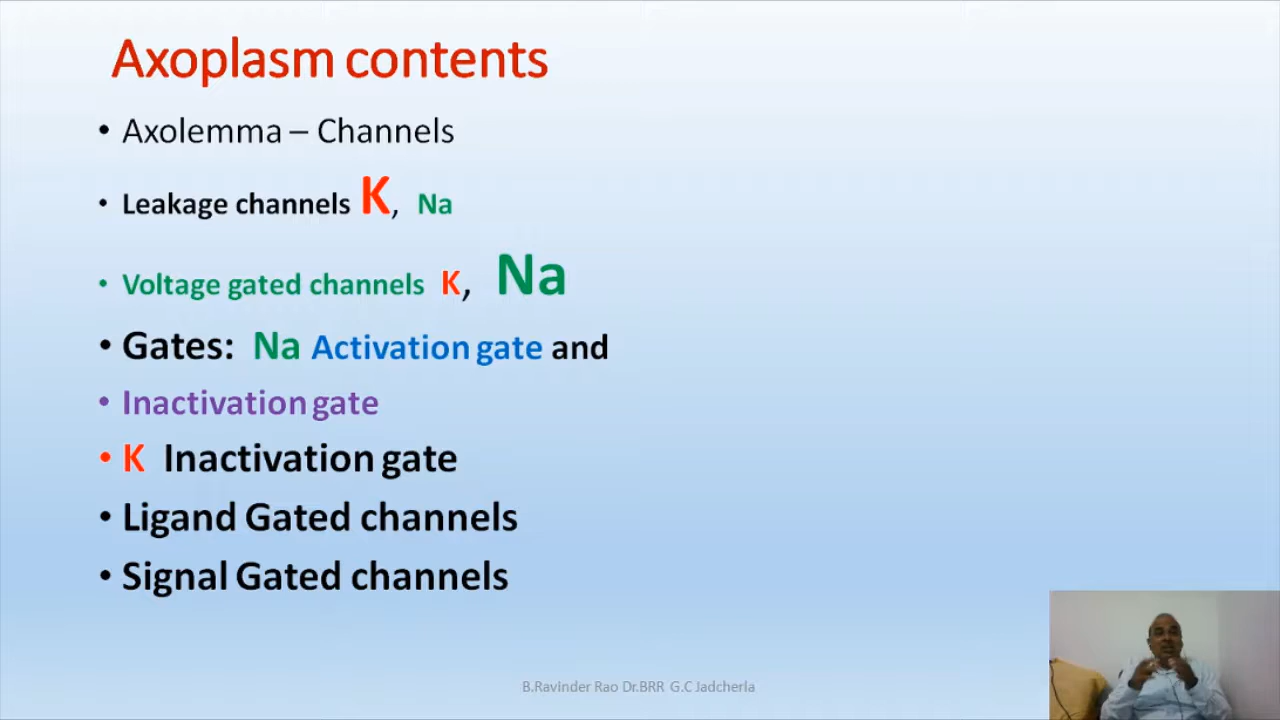 Axoplasm contents
• Axolemma – Channels
• Leakage channels K, Na
• Voltage gated channels K, Na
• Gates: Na Activation gate and
• Inactivation gate
• K Inactivation gate
• Ligand Gated channels
• Signal Gated channels
B.Ravinder Rao Dr.BRR G.C Jadcherla